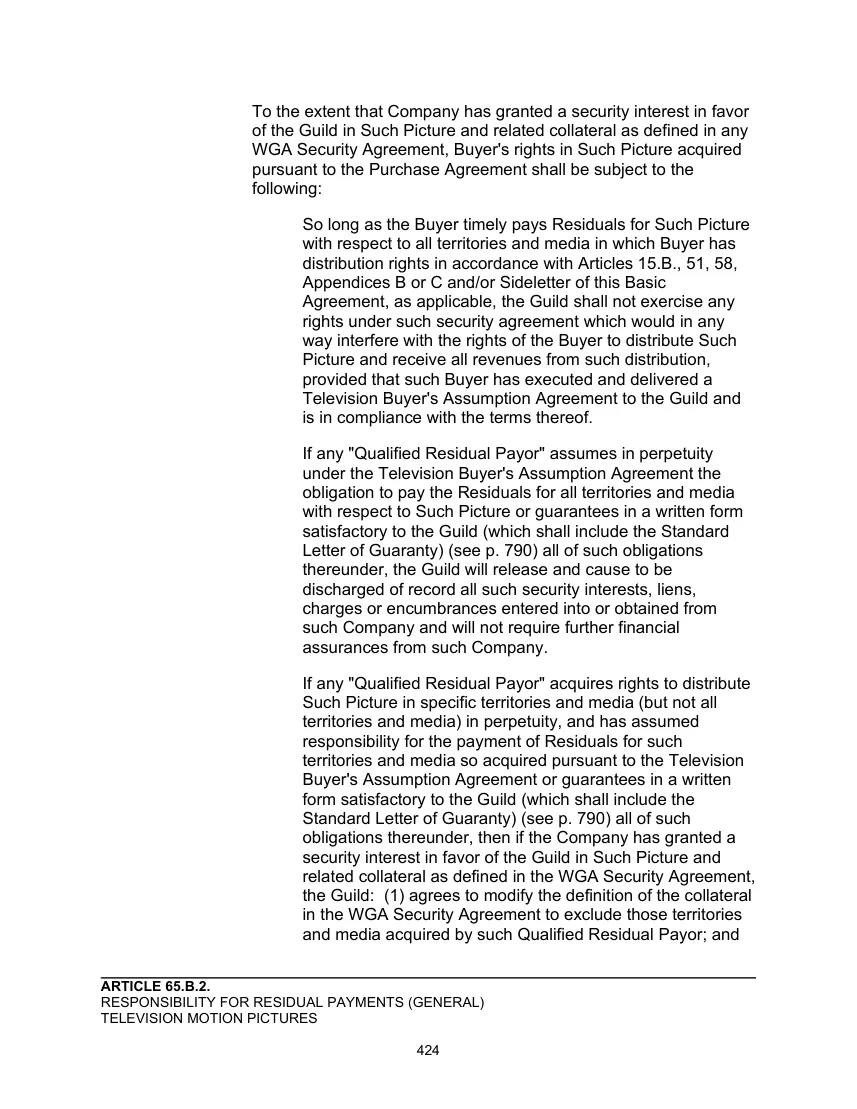 To the extent that Company has granted a security interest in favor
of the Guild in Such Picture and related collateral as defined in any
WGA Security Agreement, Buyer's rights in Such Picture acquired
pursuant to the Purchase Agreement shall be subject to the
following:
So long as the Buyer timely pays Residuals for Such Picture
with respect to all territories and media in which Buyer has
distribution rights in accordance with Articles 15.B., 51, 58,
Appendices B or C and/or Sideletter of this Basic
Agreement, as applicable, the Guild shall not exercise any
rights under such security agreement which would in any
way interfere with the rights of the Buyer to distribute Such
Picture and receive all revenues from such distribution,
provided that such Buyer has executed and delivered a
Television Buyer's Assumption Agreement to the Guild and
is in compliance with the terms thereof.
If any "Qualified Residual Payor" assumes in perpetuity
under the Television Buyer's Assumption Agreement the
obligation to pay the Residuals for all territories and media
with respect to Such Picture or guarantees in a written form
satisfactory to the Guild (which shall include the Standard
Letter of Guaranty) (see p. 790) all of such obligations
thereunder, the Guild will release and cause to be
discharged of record all such security interests, liens,
charges or encumbrances entered into or obtained from
such Company and will not require further financial
assurances from such Company.
If any "Qualified Residual Payor" acquires rights to distribute
Such Picture in specific territories and media (but not all
territories and media) in perpetuity, and has assumed
responsibility for the payment of Residuals for such
territories and media so acquired pursuant to the Television
Buyer's Assumption Agreement or guarantees in a written
form satisfactory to the Guild (which shall include the
Standard Letter of Guaranty) (see p. 790) all of such
obligations thereunder, then if the Company has granted a
security interest in favor of the Guild in Such Picture and
related collateral as defined in the WGA Security Agreement,
the Guild:  (1) agrees to modify the definition of the collateral
in the WGA Security Agreement to exclude those territories
and media acquired by such Qualified Residual Payor; and
ARTICLE 65.B.2.
RESPONSIBILITY FOR RESIDUAL PAYMENTS (GENERAL)
TELEVISION MOTION PICTURES
424